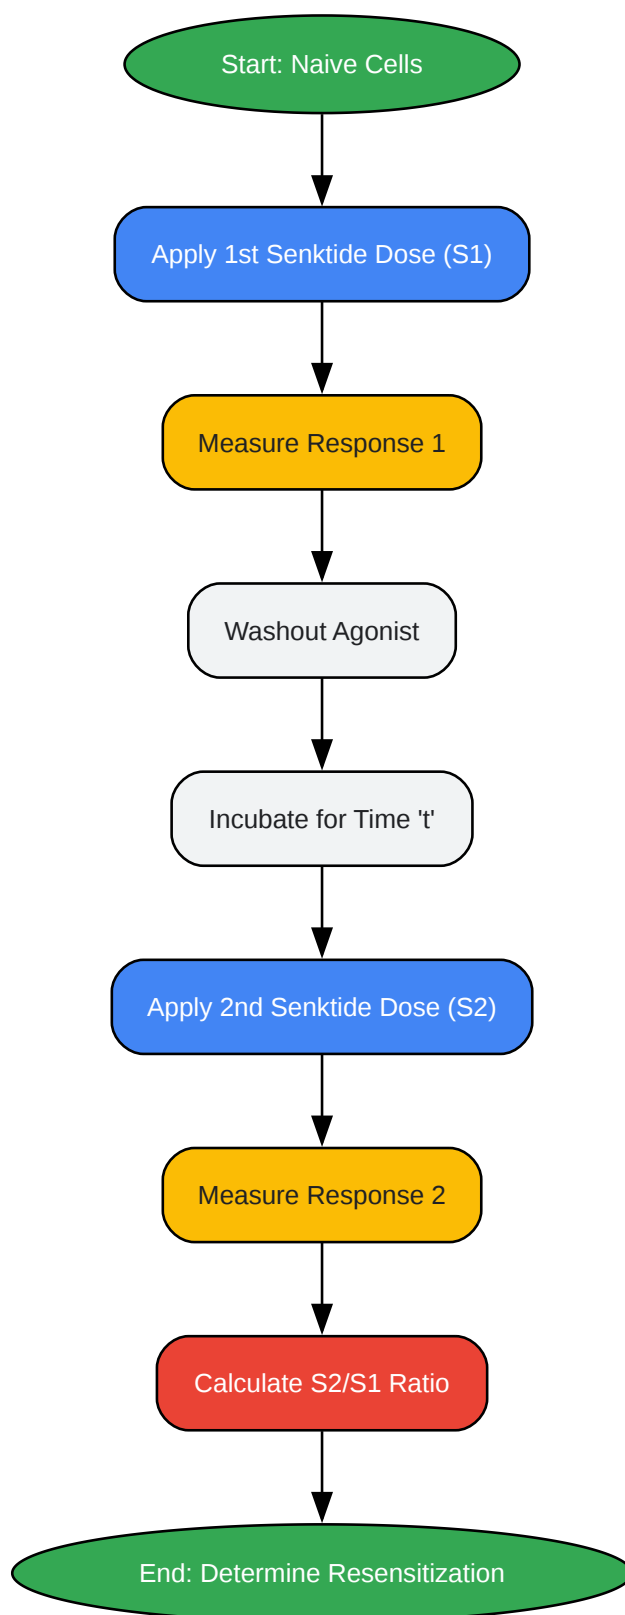 Start: Naive Cells
Apply 1st Senktide Dose (S1)
Measure Response 1
Washout Agonist
Incubate for Time 't'
Apply 2nd Senktide Dose (S2)
Measure Response 2
Calculate S2/S1 Ratio
End: Determine Resensitization